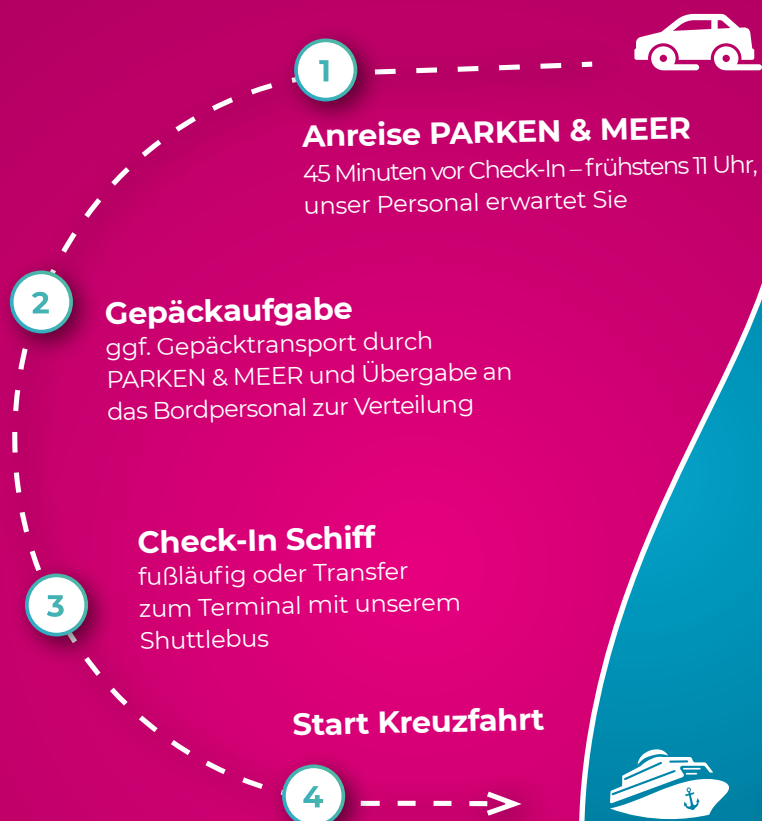 1
Anreise PARKEN & MEER
45 Minuten vor Check-In – frühstens 11 Uhr,
unser Personal erwartet Sie
2
Gepäckaufgabe
ggf. Gepäcktransport durch
PARKEN & MEER und Übergabe an
das Bordpersonal zur Verteilung
3
Check-In Schiff
fußläufig oder Transfer
zum Terminal mit unserem
Shuttlebus
Start Kreuzfahrt
4